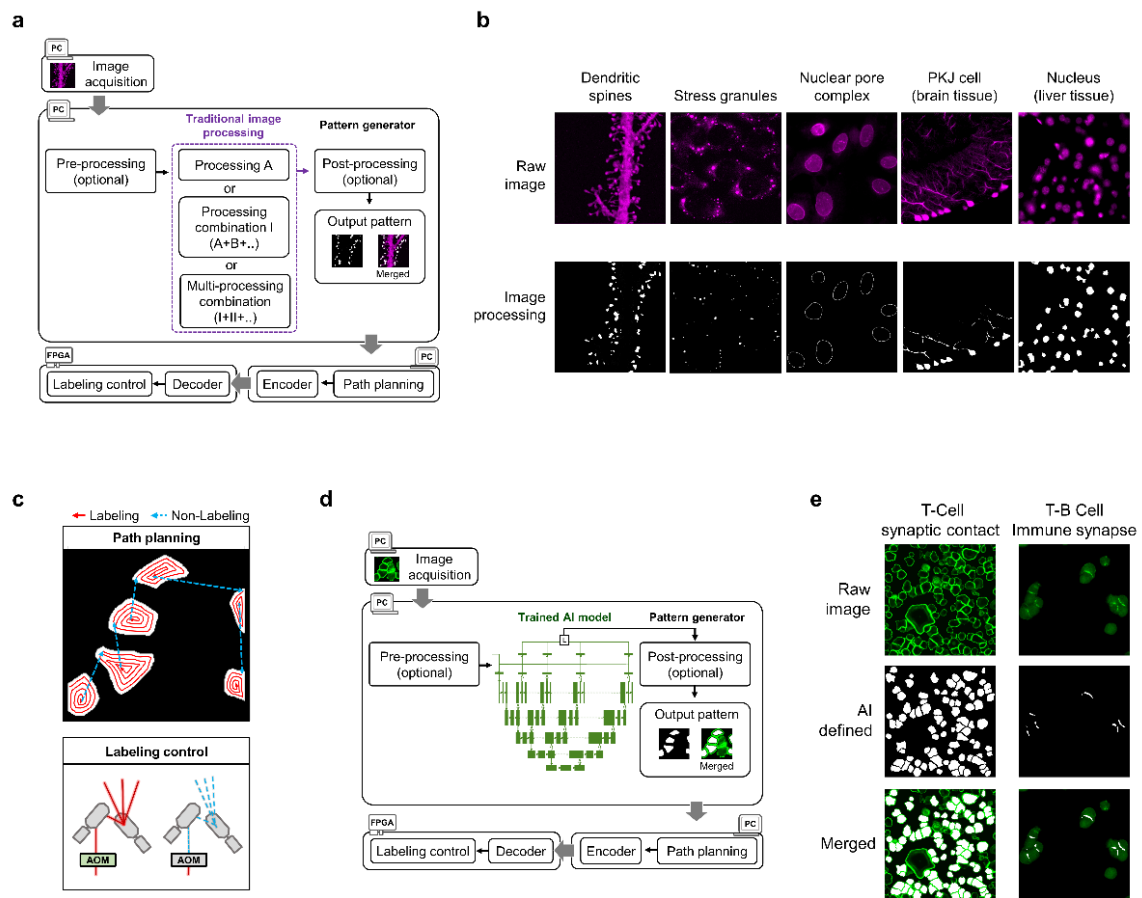 a
PC
Image
acquisition
PC
Traditional image
processing
Pattern generator
Pre-processing
(optional)
Processing A
or
Processing
combination I
(A+B+..)
or
Multi-processing
combination
(I+II+..)
Post-processing
(optional)
Output pattern
Merged
FPGA
PC
Labeling control
Decoder
Encoder
Path planning
b
Dendritic
spines
Stress granules
Nuclear pore
complex
PKJ cell
(brain tissue)
Nucleus
(liver tissue)
Raw
image
Image
processing
c
Labeling
Non-Labeling
Path planning
Labeling control
AOM
AOM
d
PC
Image
acquisition
PC
Trained AI model
Pattern generator
L
Pre-processing
(optional)
Post-processing
(optional)
Output pattern
Merged
FPGA
PC
Labeling control
Decoder
Encoder
Path planning
e
T-Cell
synaptic contact
T-B Cell
Immune synapse
Raw
image
AI
defined
Merged